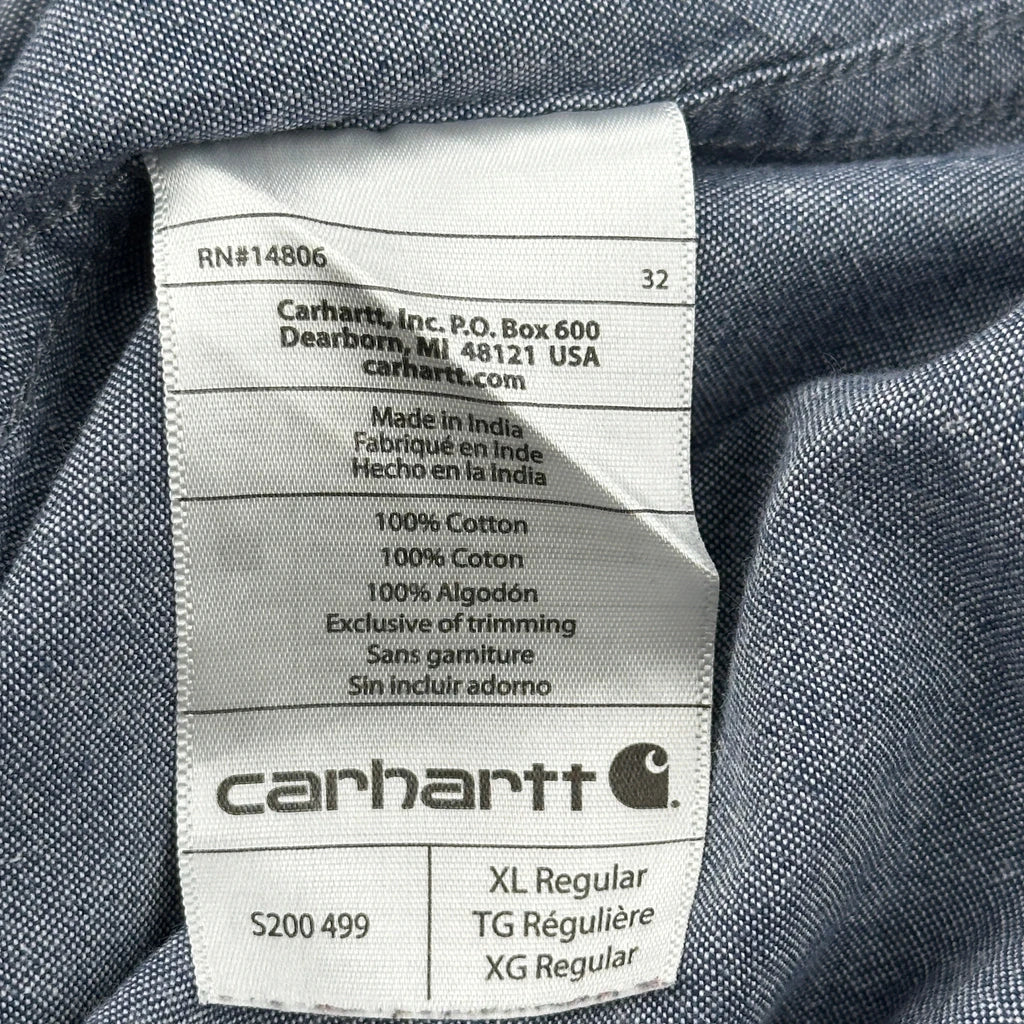 RN#14806
32
Carhartt, Inc. P.O. Box 600
Dearborn, MI 48121 USA
carhartt.com
Made in India
Fabriqué en Inde
Hecho en la India
100% Cotton
100% Coton
100% Algodón
Exclusive of trimming
Sans garniture
Sin incluir adorno
carhartt
S200 499
XL Regular
TG Régulière
XG Regular